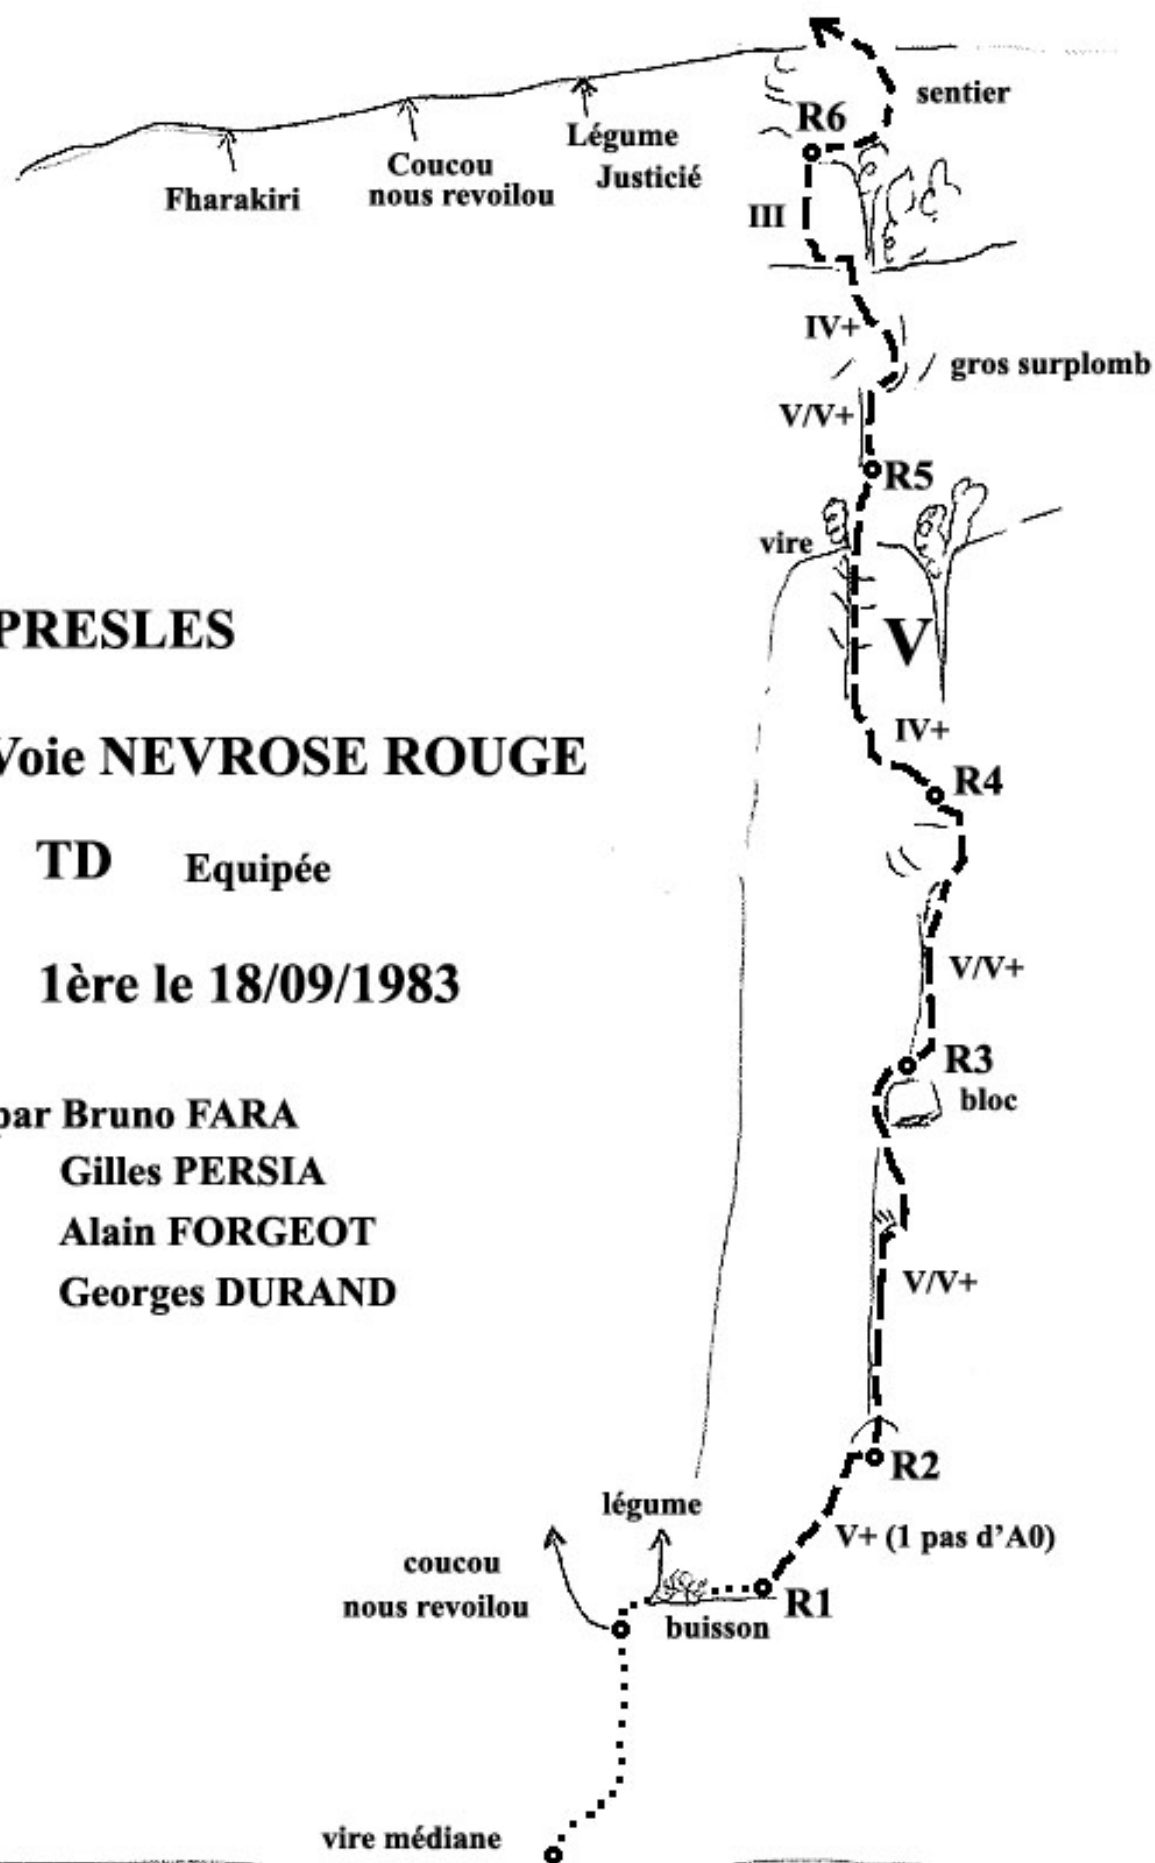 sentier
R6
Légume
Justicié
Coucou
nous revoilou
Fharakiri
III
IV+
gros surplomb
V/V+
R5
vire
PRESLES
V
IV+
Voie NEVROSE ROUGE
R4
TD Equipée
V/V+
1ère le 18/09/1983
R3
bloc
par Bruno FARA
Gilles PERSIA
Alain FORGEOT
Georges DURAND
V/V+
R2
légume
V+ (1 pas d'A0)
coucou
nous revoilou
R1
buisson
vire médiane